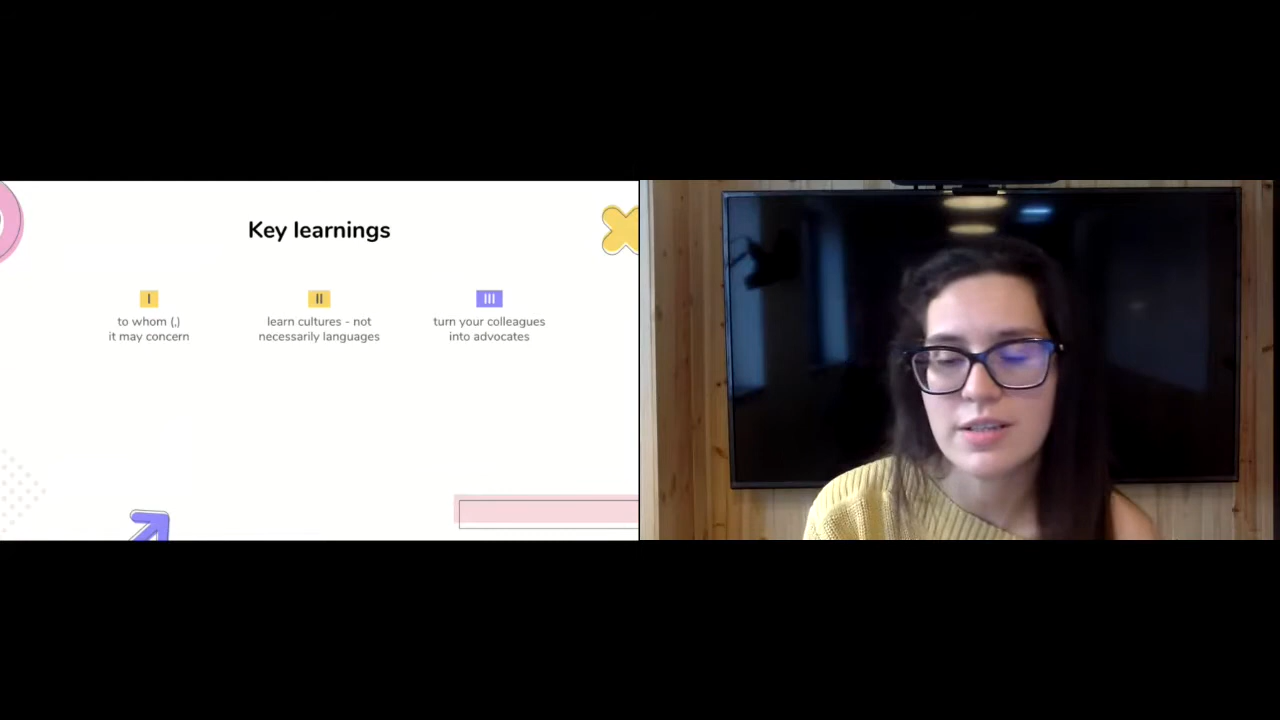 Key learnings
I
II
III
to whom (,)
it may concern
learn cultures - not
necessarily languages
turn your colleagues
into advocates